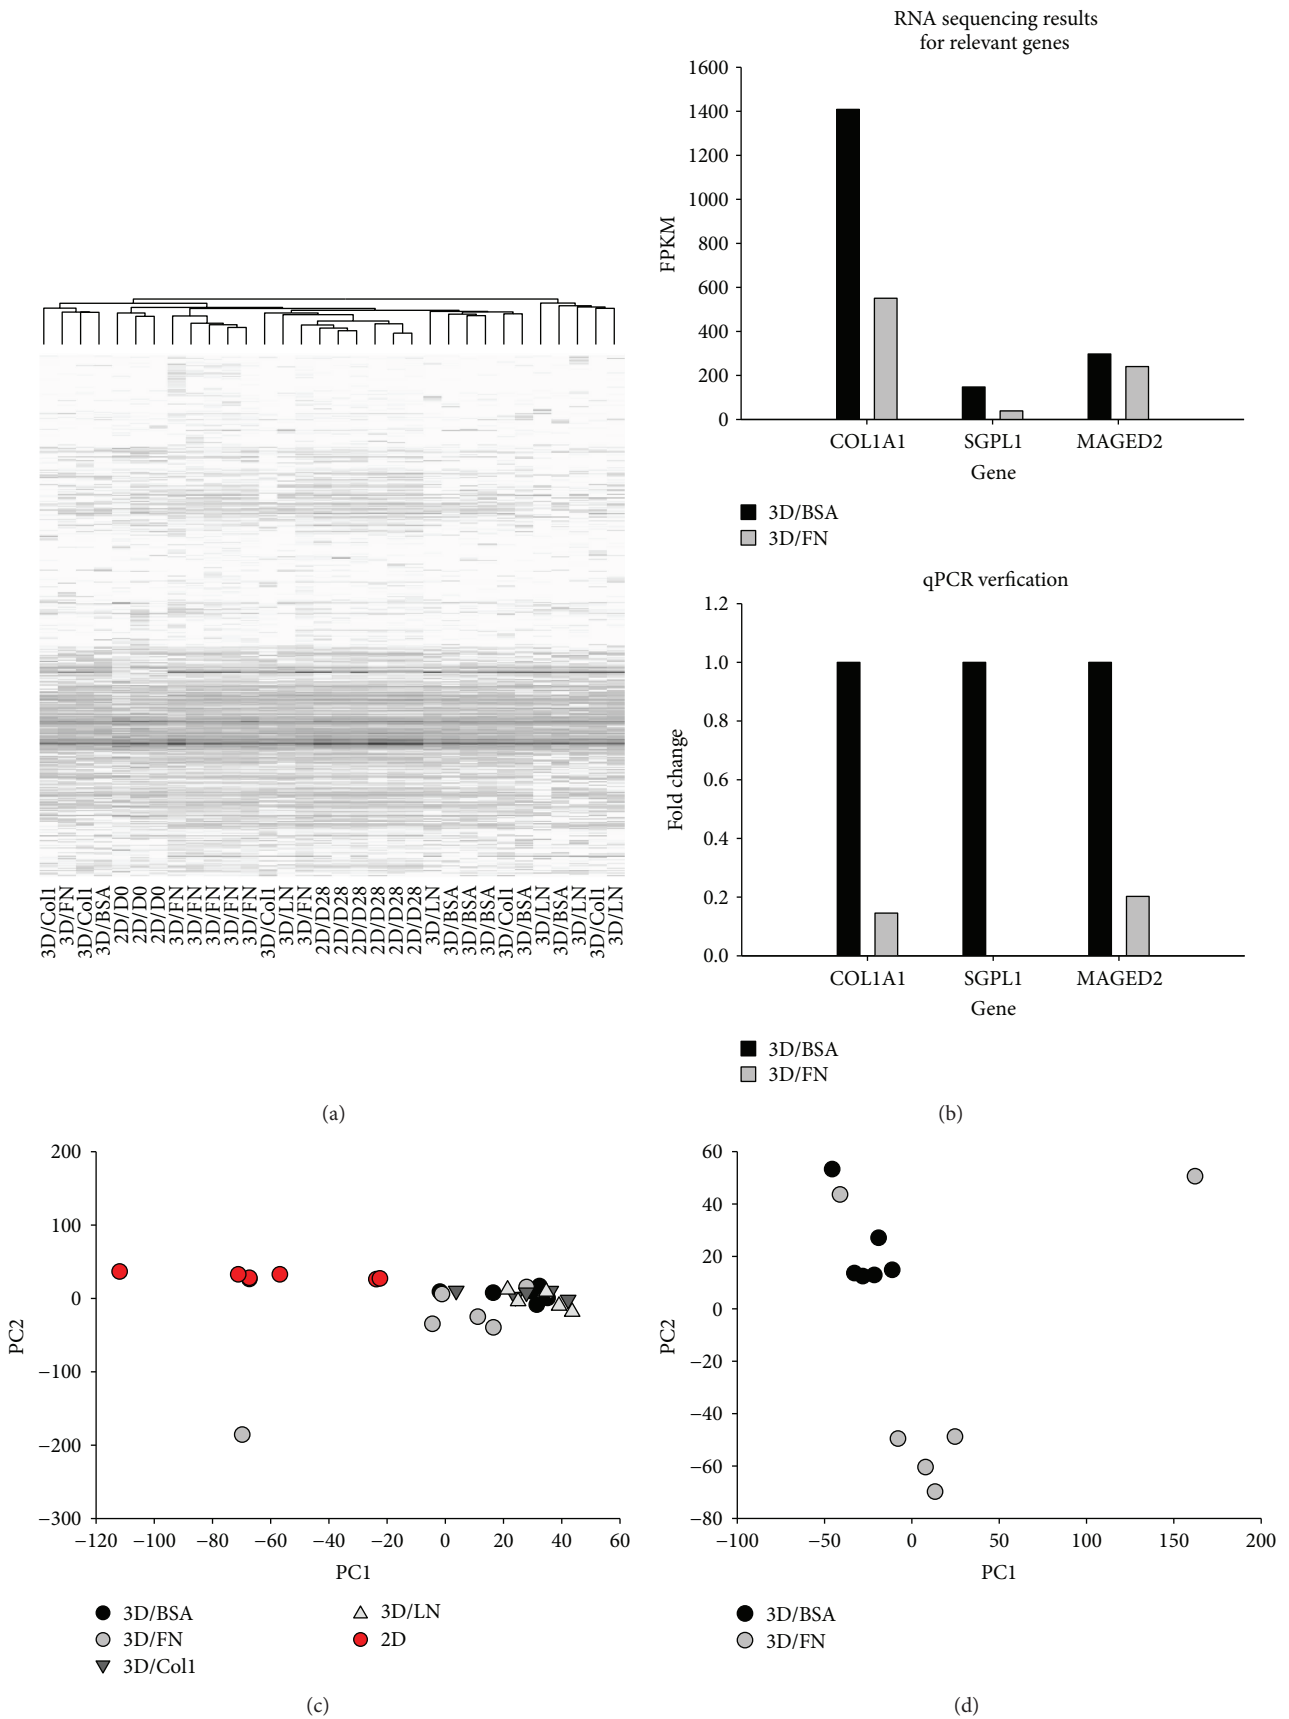 3D/Col1
3D/FN
3D/Col1
3D/BSA
2D/D0
2D/D0
2D/D0
3D/FN
3D/FN
3D/FN
3D/FN
3D/FN
3D/Col1
3D/LN
3D/FN
2D/D28
2D/D28
2D/D28
2D/D28
2D/D28
2D/D28
3D/LN
3D/BSA
3D/BSA
3D/BSA
3D/Col1
3D/BSA
3D/LN
3D/BSA
3D/LN
3D/Col1
3D/LN
(a)
RNA sequencing results
for relevant genes
1600
1400
1200
1000
800
600
400
200
0
FPKM
COL1A1 SGPL1 MAGED2
Gene
3D/BSA
3D/FN
qPCR verfication
1.2
1.0
0.8
0.6
0.4
0.2
0.0
Fold change
COL1A1 SGPL1 MAGED2
Gene
3D/BSA
3D/FN
(b)
200
100
0
−100
−200
−300
PC2
−120 −100 −80 −60 −40 −20 0 20 40 60
PC1
3D/BSA
3D/FN
3D/Col1
3D/LN
2D
(c)
60
40
20
0
−20
−40
−60
−80
PC2
−100 −50 0 50 100 150 200
PC1
3D/BSA
3D/FN
(d)